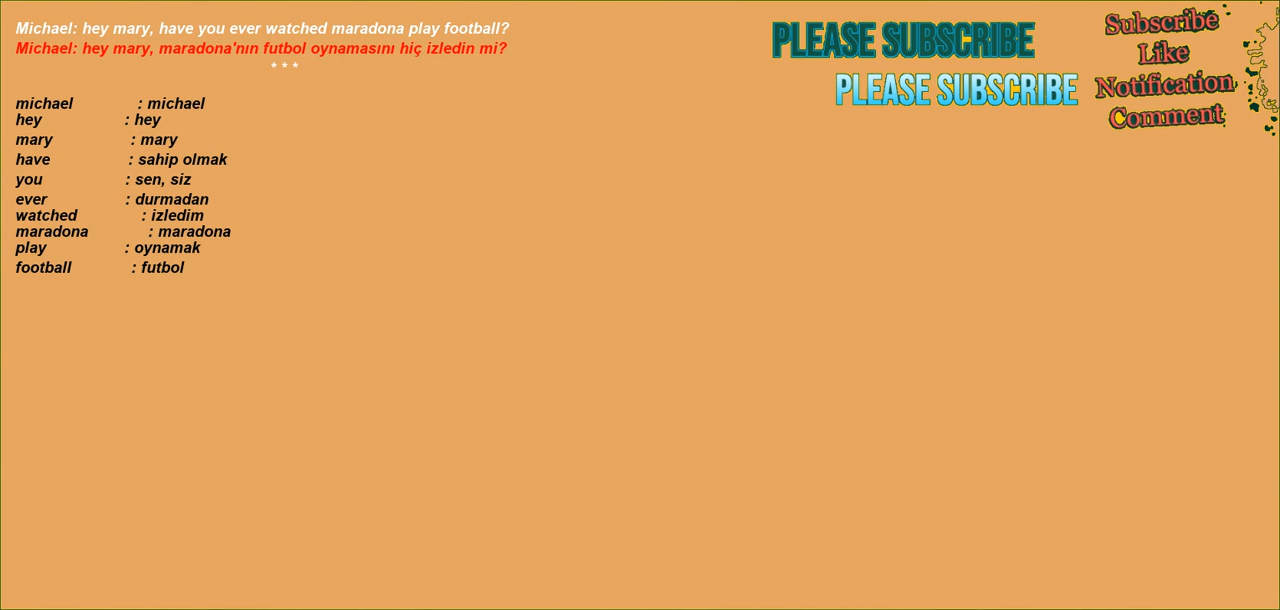 Michael: hey mary, have you ever watched maradona play football?
Michael: hey mary, maradona'nın futbol oynamasını hiç izledin mi?
* * *
michael : michael
hey : hey
mary : mary
have : sahip olmak
you : sen, siz
ever : durmadan
watched : izledim
maradona : maradona
play : oynamak
football : futbol
PLEASE SUBSCRIBE
PLEASE SUBSCRIBE
Subscribe
Like
Notification
Comment